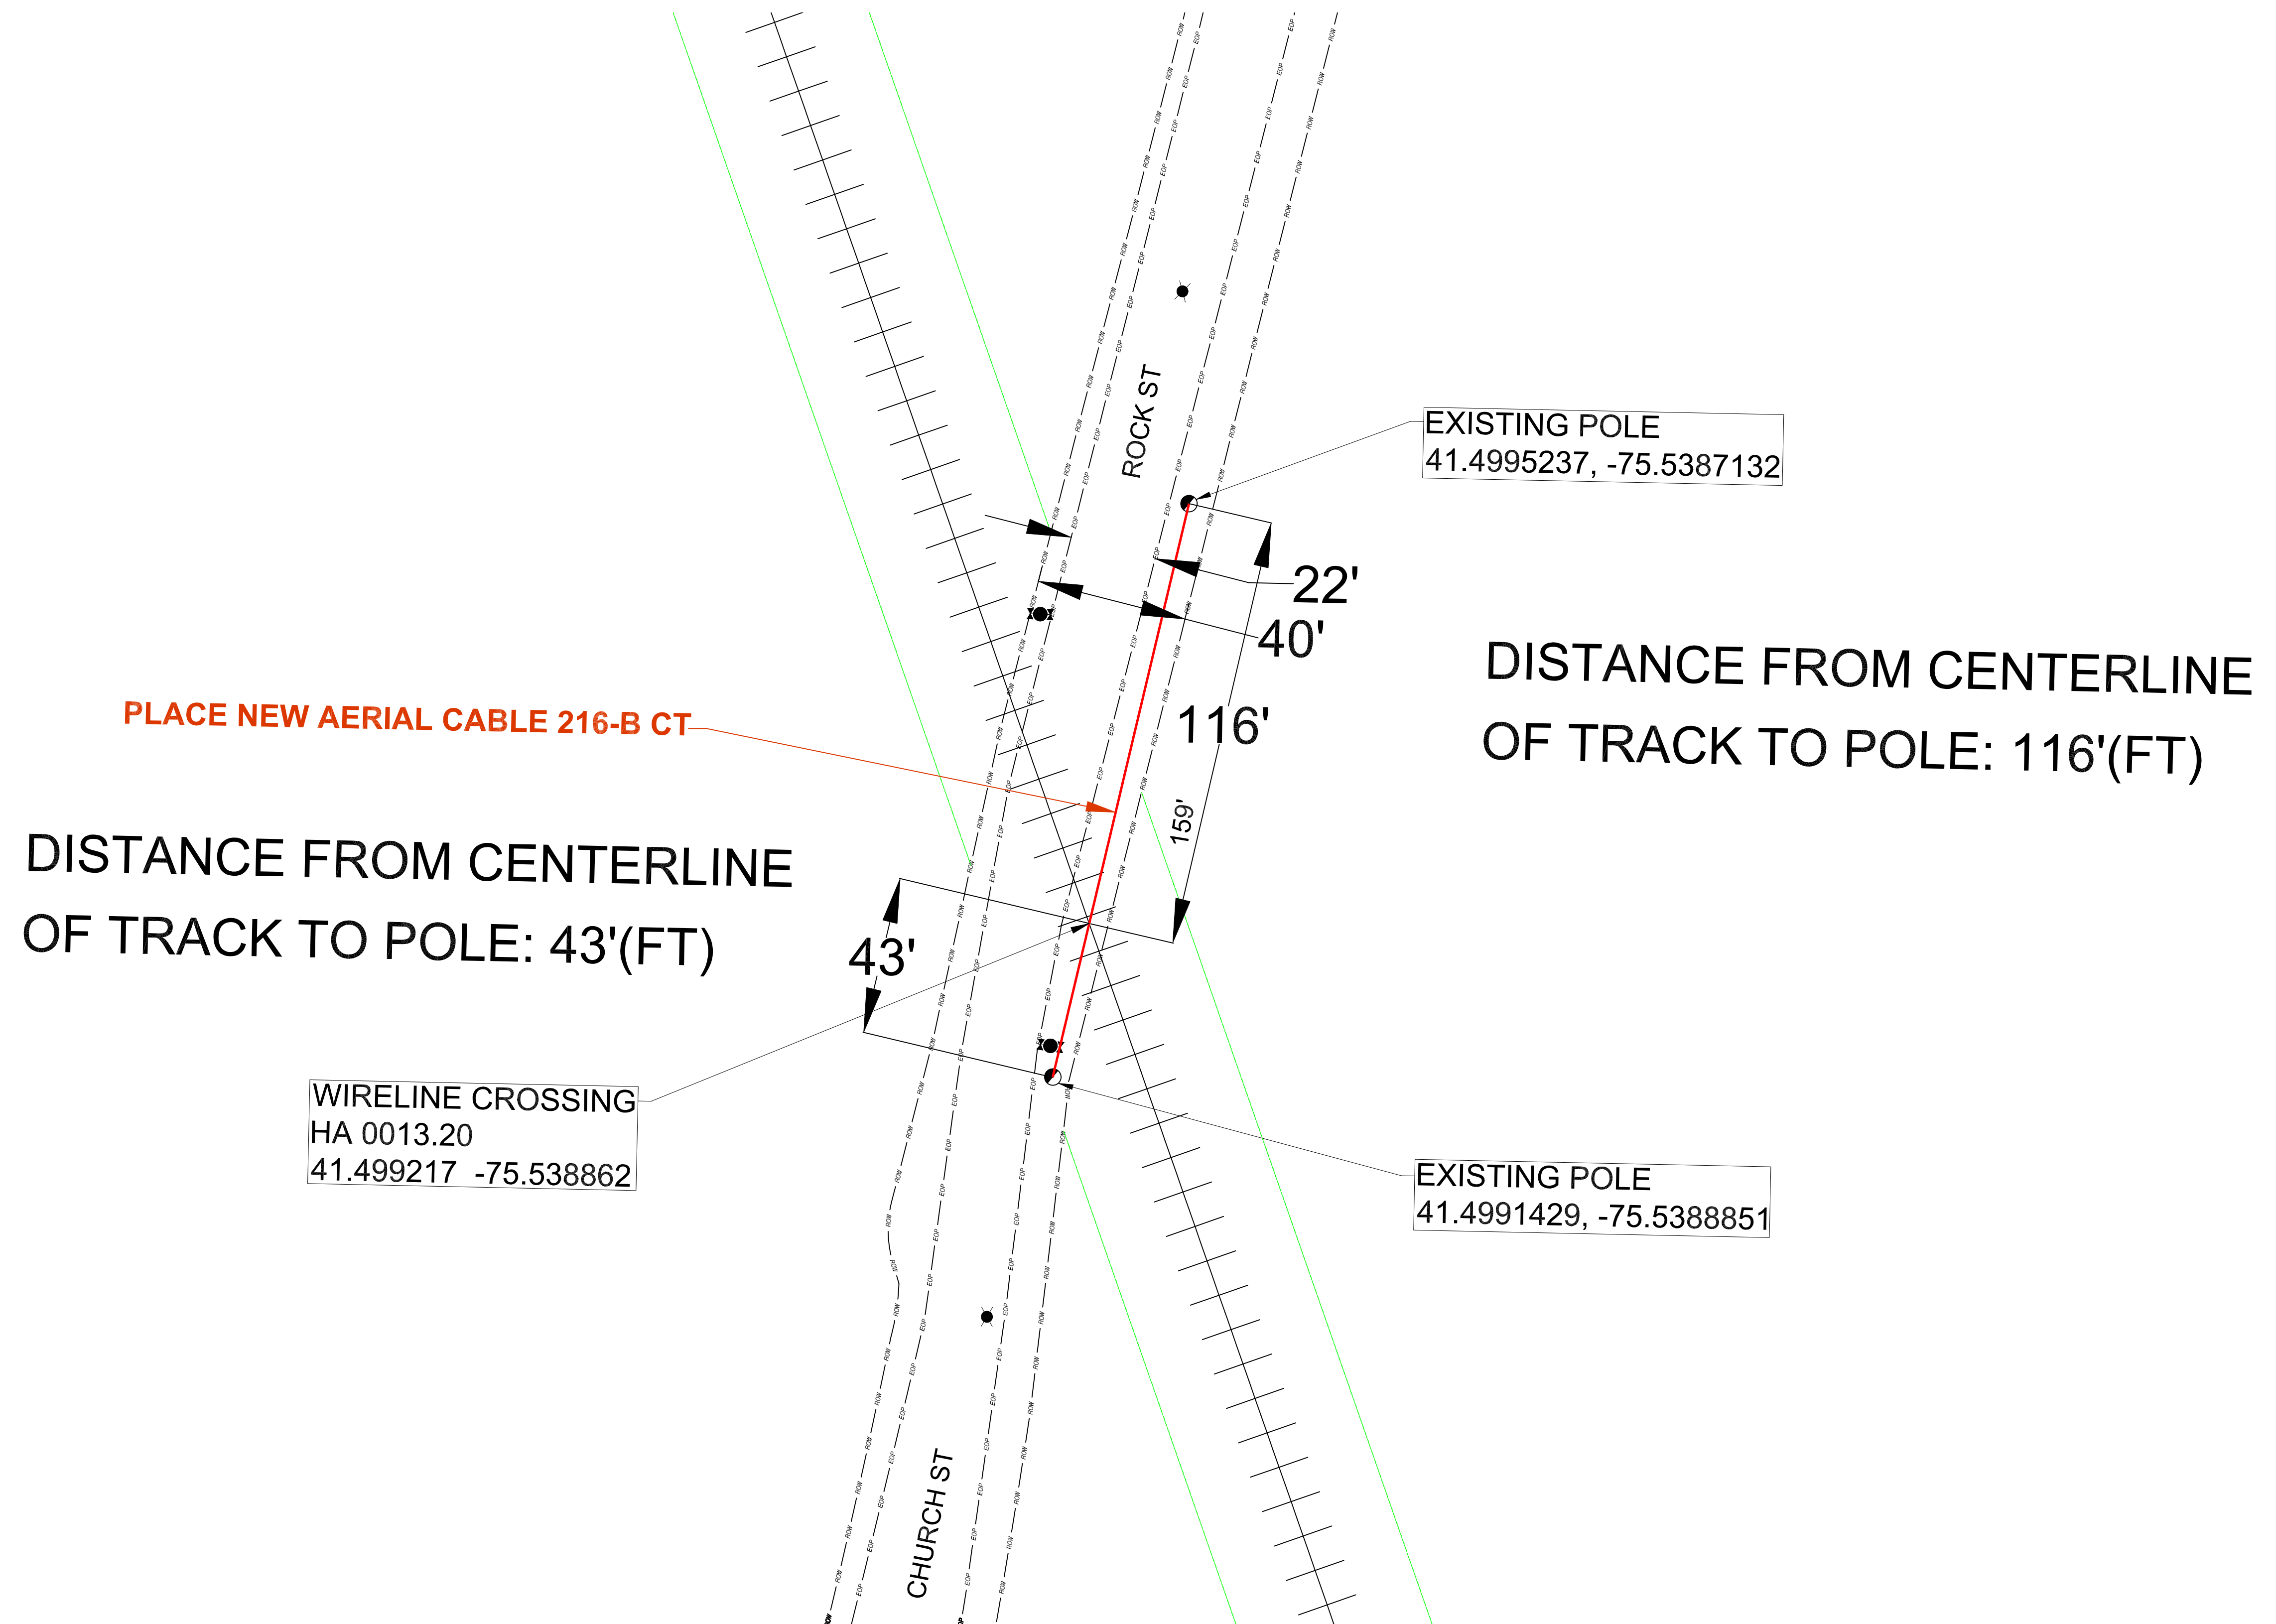 ROCK ST
EXISTING POLE
41.4995237, -75.5387132
22'
40'
116'
159'
DISTANCE FROM CENTERLINE
OF TRACK TO POLE: 116'(FT)
PLACE NEW AERIAL CABLE 216-B CT
DISTANCE FROM CENTERLINE
OF TRACK TO POLE: 43'(FT)
43'
WIRELINE CROSSING
HA 0013.20
41.499217 -75.538862
EXISTING POLE
41.4991429, -75.5388851
CHURCH ST
ROW
EOP